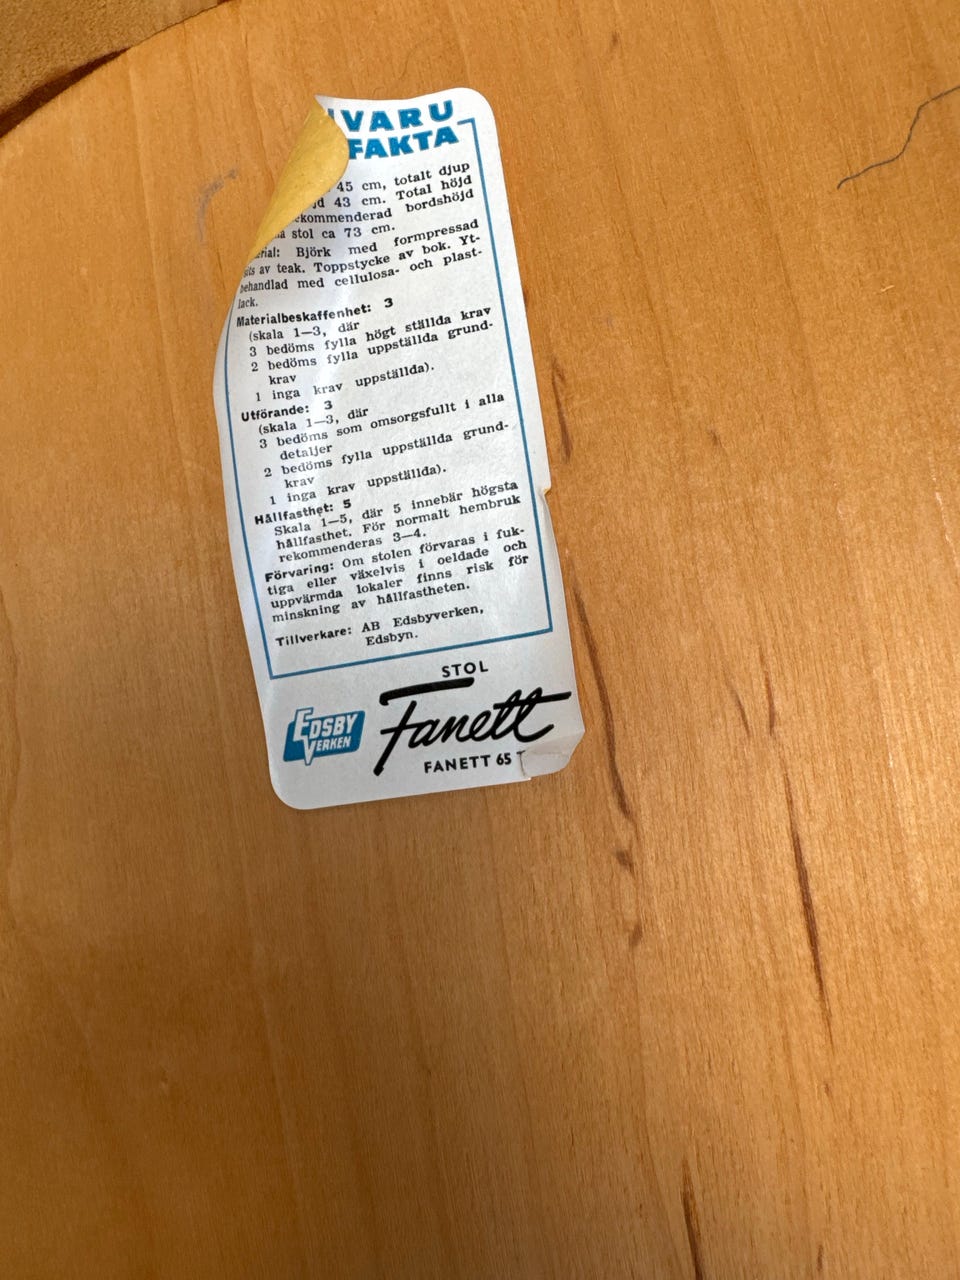 VARU
FAKTA
45 cm, totalt djup
43 cm. Total höjd
bordshöjd
stol ca 73 cm.
Björk med formpressad
av teak. Toppstycke av bok. Yt-
behandlad med cellulosa- och plast-
lack.
Materialbeskaffenhet: 3
(skala 1—3, där
3 bedöms fylla högt ställda krav
2 bedöms fylla uppställda grund-
krav
1 inga krav uppställda).
Utförande: 3
(skala 1—3, där
3 bedöms som omsorgsfullt i alla
detaljer
2 bedöms fylla uppställda grund-
krav
1 inga krav uppställda).
Hållfasthet: 5
Skala 1—5, där 5 innebär högsta
hållfasthet. För normalt hembruk
rekommenderas 3—4.
Förvaring: Om stolen förvaras i fuk-
tiga eller växelvis i oeldade och
uppvärmda lokaler finns risk för
minskning av hållfastheten.
Tillverkare: AB Edsbyverken,
Edsbyn.
STOL
EDSBY
VERKEN
Fanett
FANETT 65